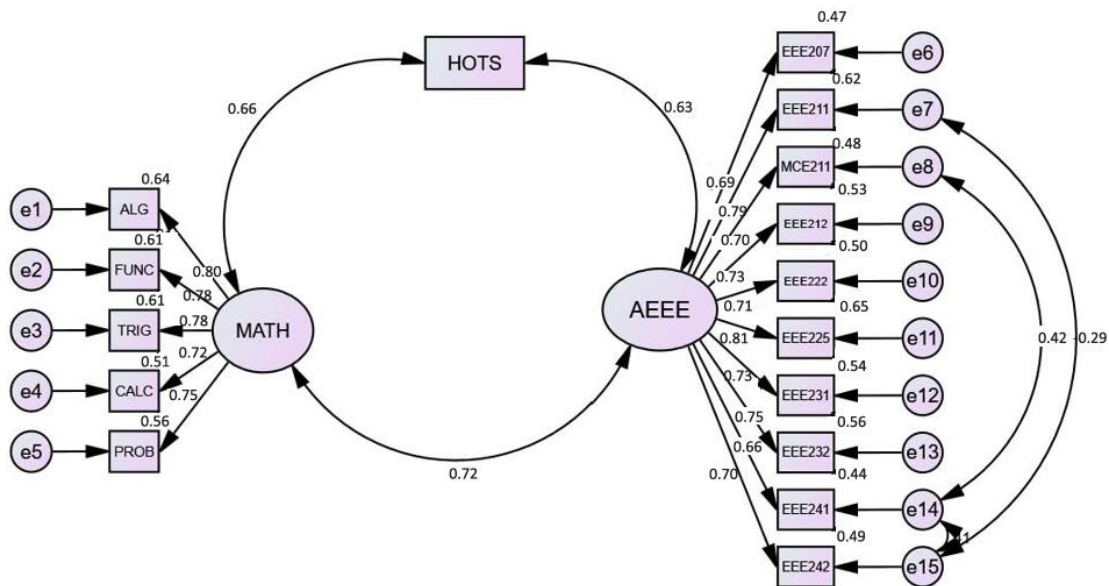 0.47
HOTS
EEE207
e6
0.62
0.66
0.63
EEE211
e7
0.48
MCE211
e8
0.53
0.64
0.69
e1
ALG
0.79
EEE212
e9
0.61
0.70
0.50
e2
FUNC
0.80
0.73
EEE222
e10
0.61
0.78
0.71
0.65
e3
TRIG
0.78
MATH
AEEE
0.81
EEE225
e11
0.42
-0.29
0.51
0.72
0.73
0.54
e4
CALC
0.75
EEE231
e12
0.56
0.75
0.56
e5
PROB
0.66
EEE232
e13
0.72
0.70
0.44
EEE241
e14
0.49
EEE242
e15